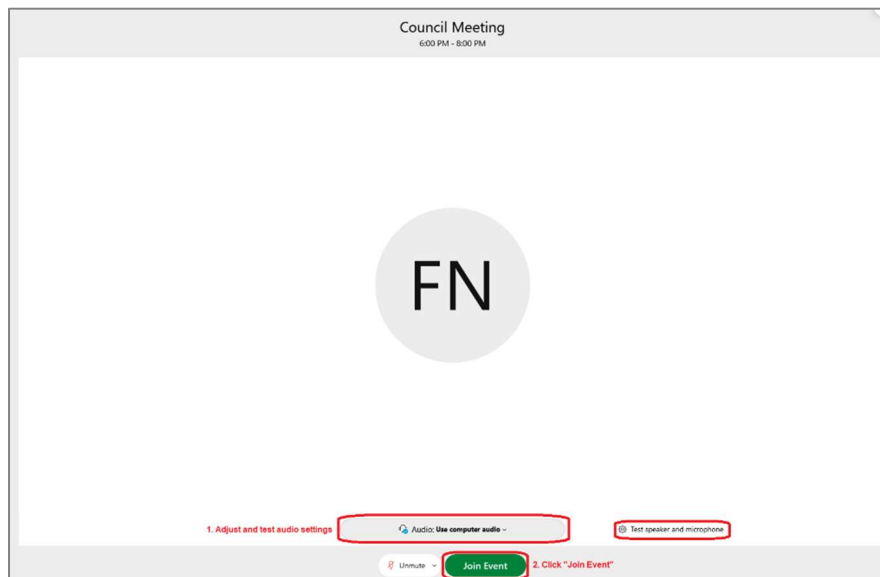 Council Meeting
6:00 PM - 8:00 PM
FN
1. Adjust and test audio settings
Audio: Use computer audio
Test speaker and microphone
Unmute
Join Event
2. Click "Join Event"